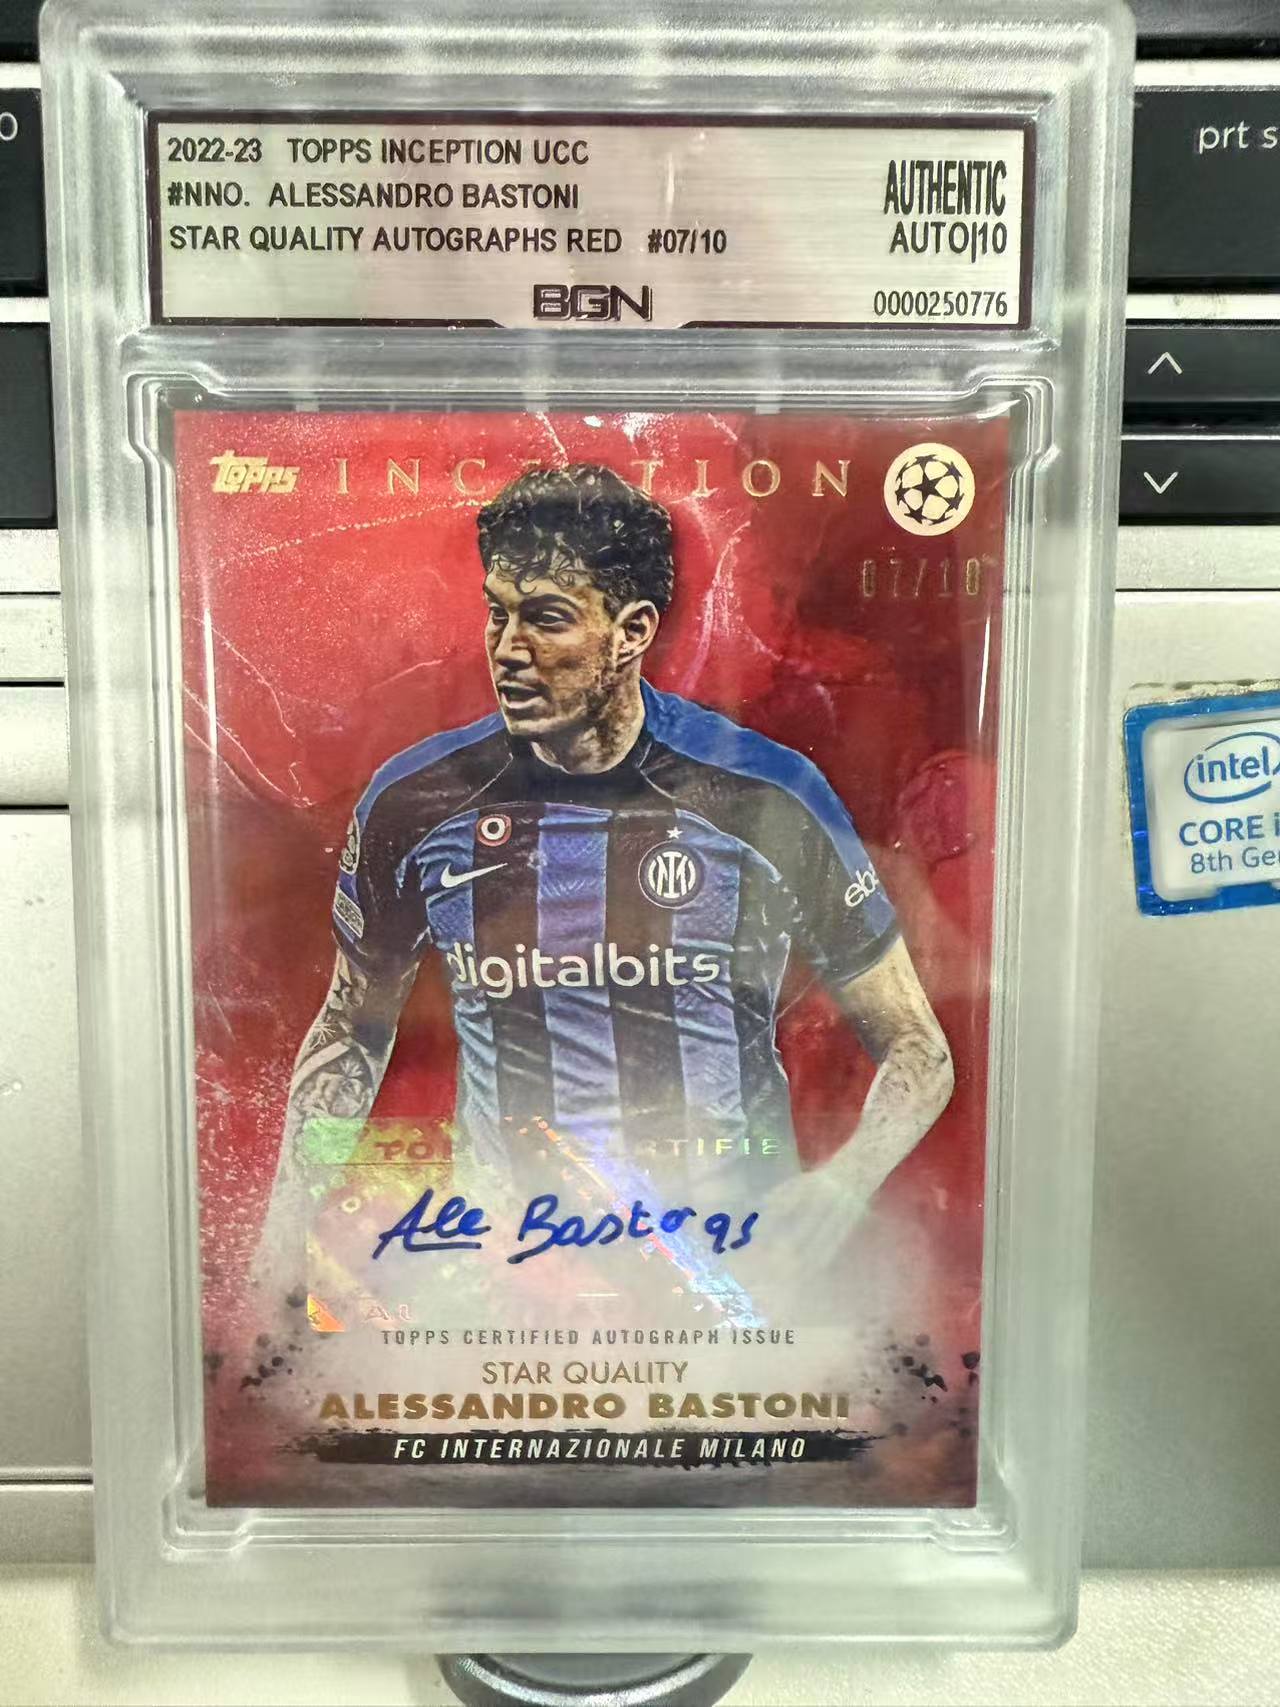 2022-23 TOPPS INCEPTION UCC
#NNO. ALESSANDRO BASTONI
STAR QUALITY AUTOGRAPHS RED #07/10
AUTHENTIC
AUTO|10
BGN
0000250776
prt s
Topps INCEPTION
07/10
digitalbits
intel
CORE i
8th Gen
Ale Bastoni 95
TOPPS CERTIFIED AUTOGRAPH ISSUE
STAR QUALITY
ALESSANDRO BASTONI
FC INTERNAZIONALE MILANO